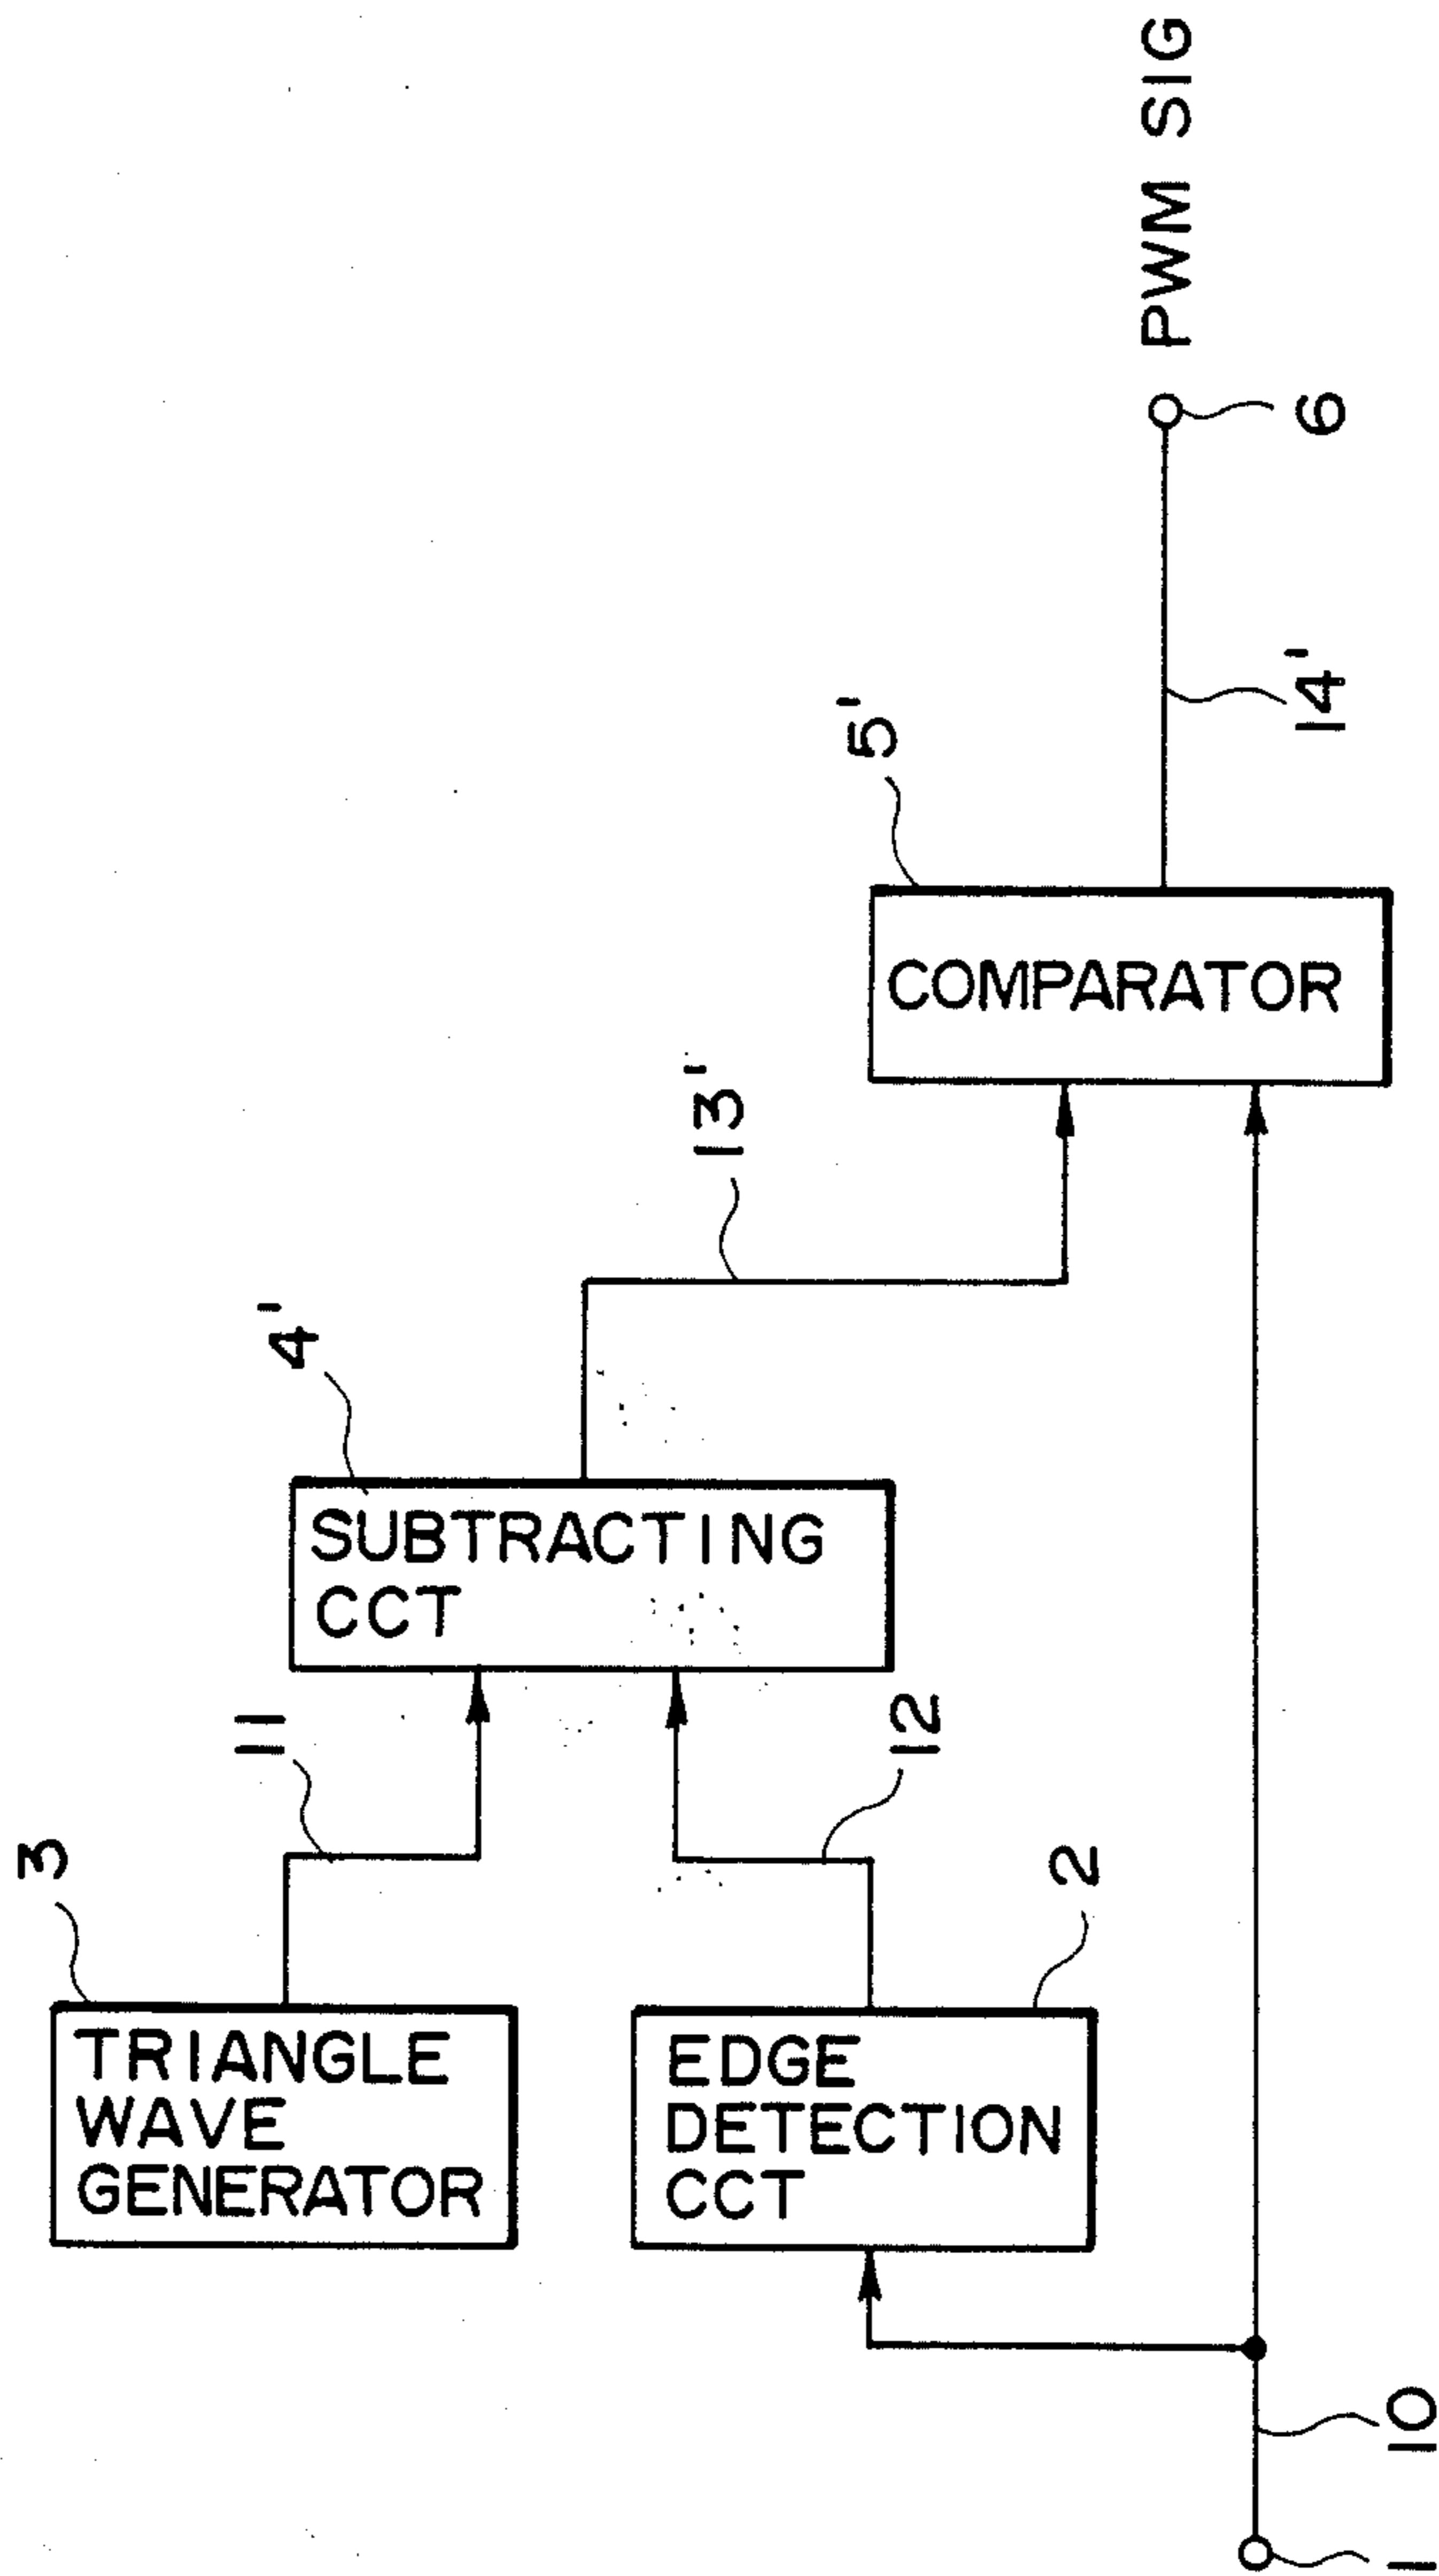 3
TRIANGLE
WAVE
GENERATOR
11
4'
SUBTRACTING
CCT
13'
EDGE
DETECTION
CCT
2
12
5'
COMPARATOR
14'
6
PWM SIG
10
1